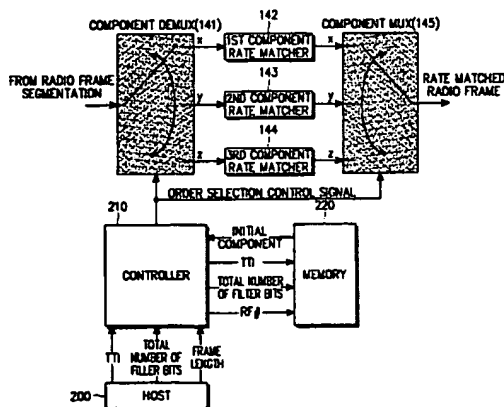 COMPONENT DEMUX(141)
142
COMPONENT MUX(145)
x
1ST COMPONENT
RATE MATCHER
x
FROM RADIO FRAME
SEGMENTATION
143
y
2ND COMPONENT
RATE MATCHER
y
RATE MATCHED
RADIO FRAME
144
z
3RD COMPONENT
RATE MATCHER
z
ORDER SELECTION CONTROL SIGNAL
210
220
INITIAL
COMPONENT
CONTROLLER
TTI
MEMORY
TOTAL NUMBER
OF FILTER BITS
RF#
TTI
TOTAL
NUMBER OF
FILLER BITS
FRAME
LENGTH
200
HOST